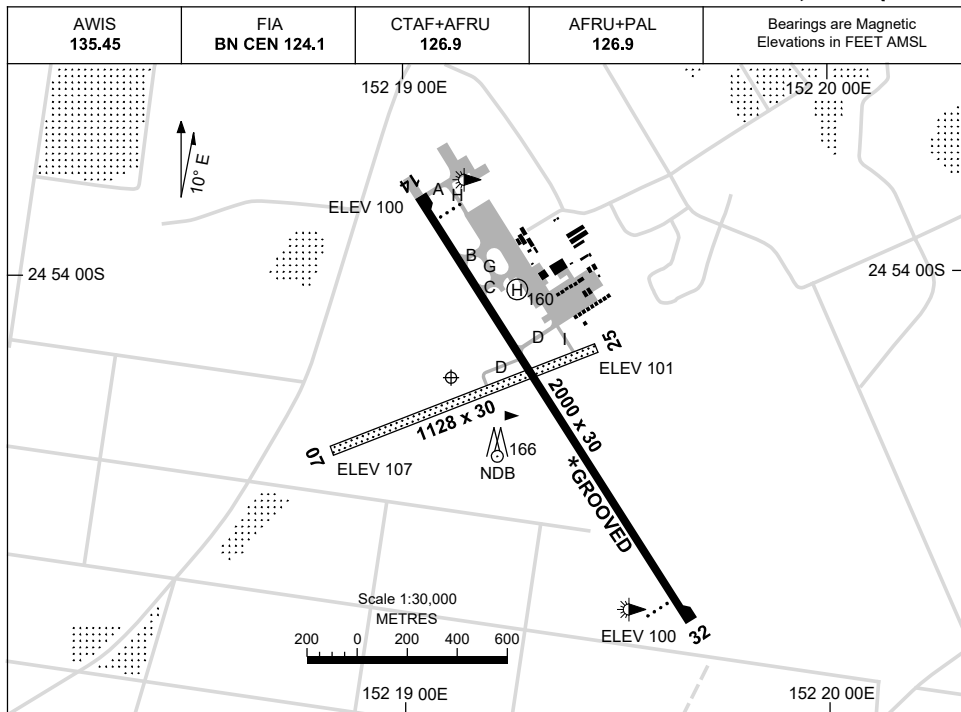 AWIS
135.45
FIA
BN CEN 124.1
CTAF+AFRU
126.9
AFRU+PAL
126.9
Bearings are Magnetic
Elevations in FEET AMSL
152 19 00E
152 20 00E
10° E
14
A
H
ELEV 100
B
G
C
H
160
24 54 00S
24 54 00S
D
I
25
D
ELEV 101
2000 x 30
1128 x 30
166
NDB
07
ELEV 107
*GROOVED
Scale 1:30,000
METRES
200 0 200 400 600
ELEV 100
32
152 19 00E
152 20 00E